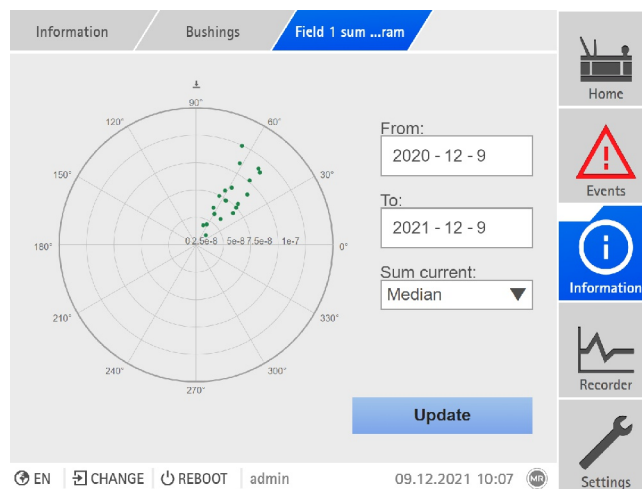 Information
Bushings
Field 1 sum ...ram
Home
90°
120°
60°
From:
2020 - 12 - 9
Events
150°
30°
To:
2021 - 12 - 9
180°
0 2.5e-8 5e-8 7.5e-8 1e-7
0°
Sum current:
Median
Information
210°
330°
240°
300°
270°
Recorder
Update
EN
CHANGE
REBOOT
admin
09.12.2021 10:07
MR
Settings